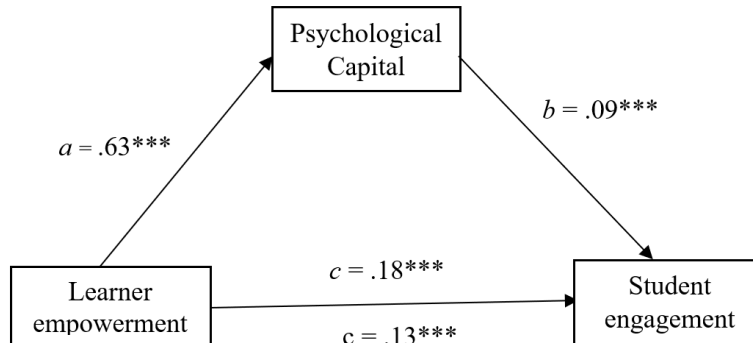 Psychological
Capital
a = .63***
b = .09***
c = .18***
Learner
empowerment
Student
engagement
c = .13***